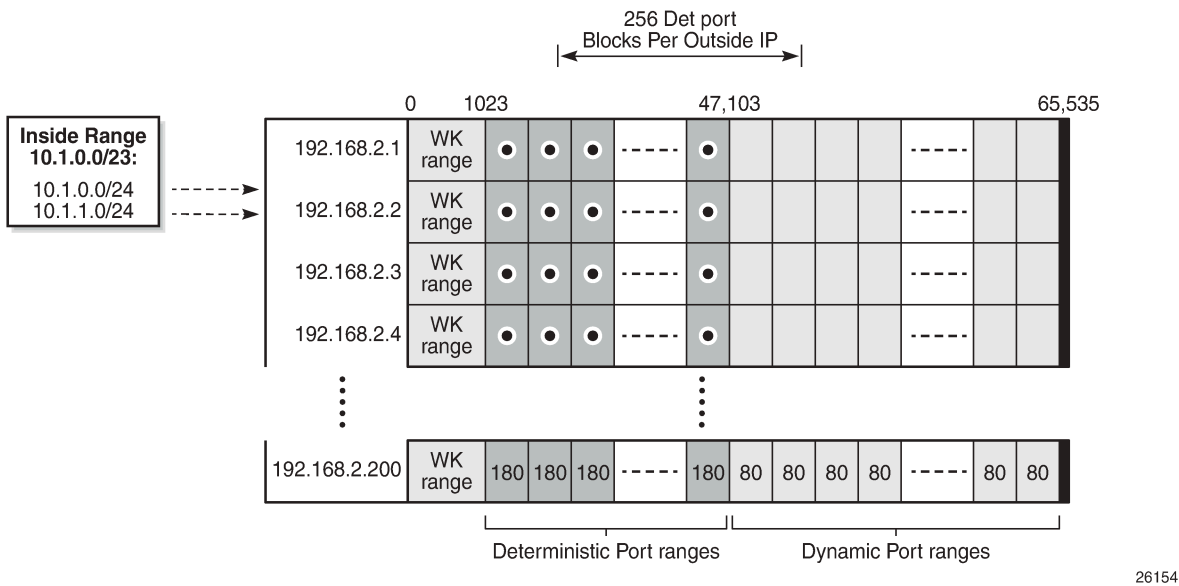 256 Det port
Blocks Per Outside IP
0 1023 47,103 65,535
Inside Range
10.1.0.0/23:
10.1.0.0/24
10.1.1.0/24
192.168.2.1 WK range
192.168.2.2 WK range
192.168.2.3 WK range
192.168.2.4 WK range
192.168.2.200 WK range 180 180 180 180 80 80 80 80 80 80
Deterministic Port ranges Dynamic Port ranges
26154